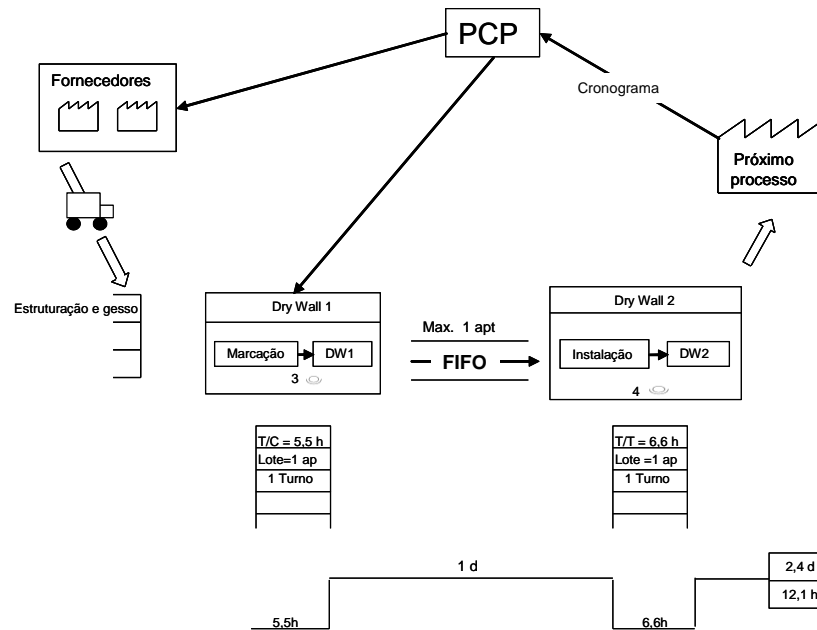 PCP
Fornecedores
Cronograma
Próximo
processo
Estruturação e gesso
Dry Wall 1
Marcação
DW1
3
Max. 1 apt
FIFO
Dry Wall 2
Instalação
DW2
4
T/C = 5,5 h
Lote=1 ap
1 Turno
T/T = 6,6 h
Lote =1 ap
1 Turno
1 d
2,4 d
12,1 h
5,5h
6,6h